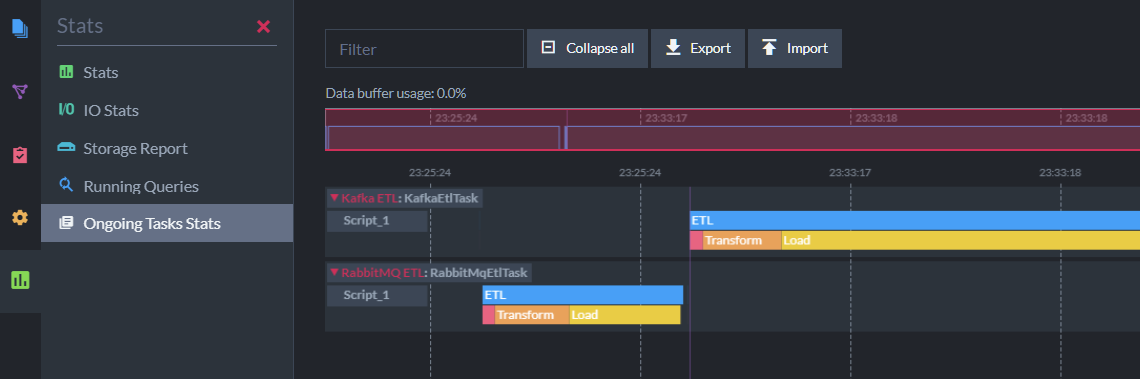 Stats
Stats
I/O IO Stats
Storage Report
Running Queries
Ongoing Tasks Stats
Filter Collapse all Export Import
Data buffer usage: 0.0%
23:25:24 23:33:17 23:33:18 23:33:18
23:25:24 23:25:24 23:33:17 23:33:18
Kafka ETL: KafkaEtlTask
Script_1 ETL
Transform Load
RabbitMQ ETL: RabbitMqEtlTask
Script_1 ETL
Transform Load